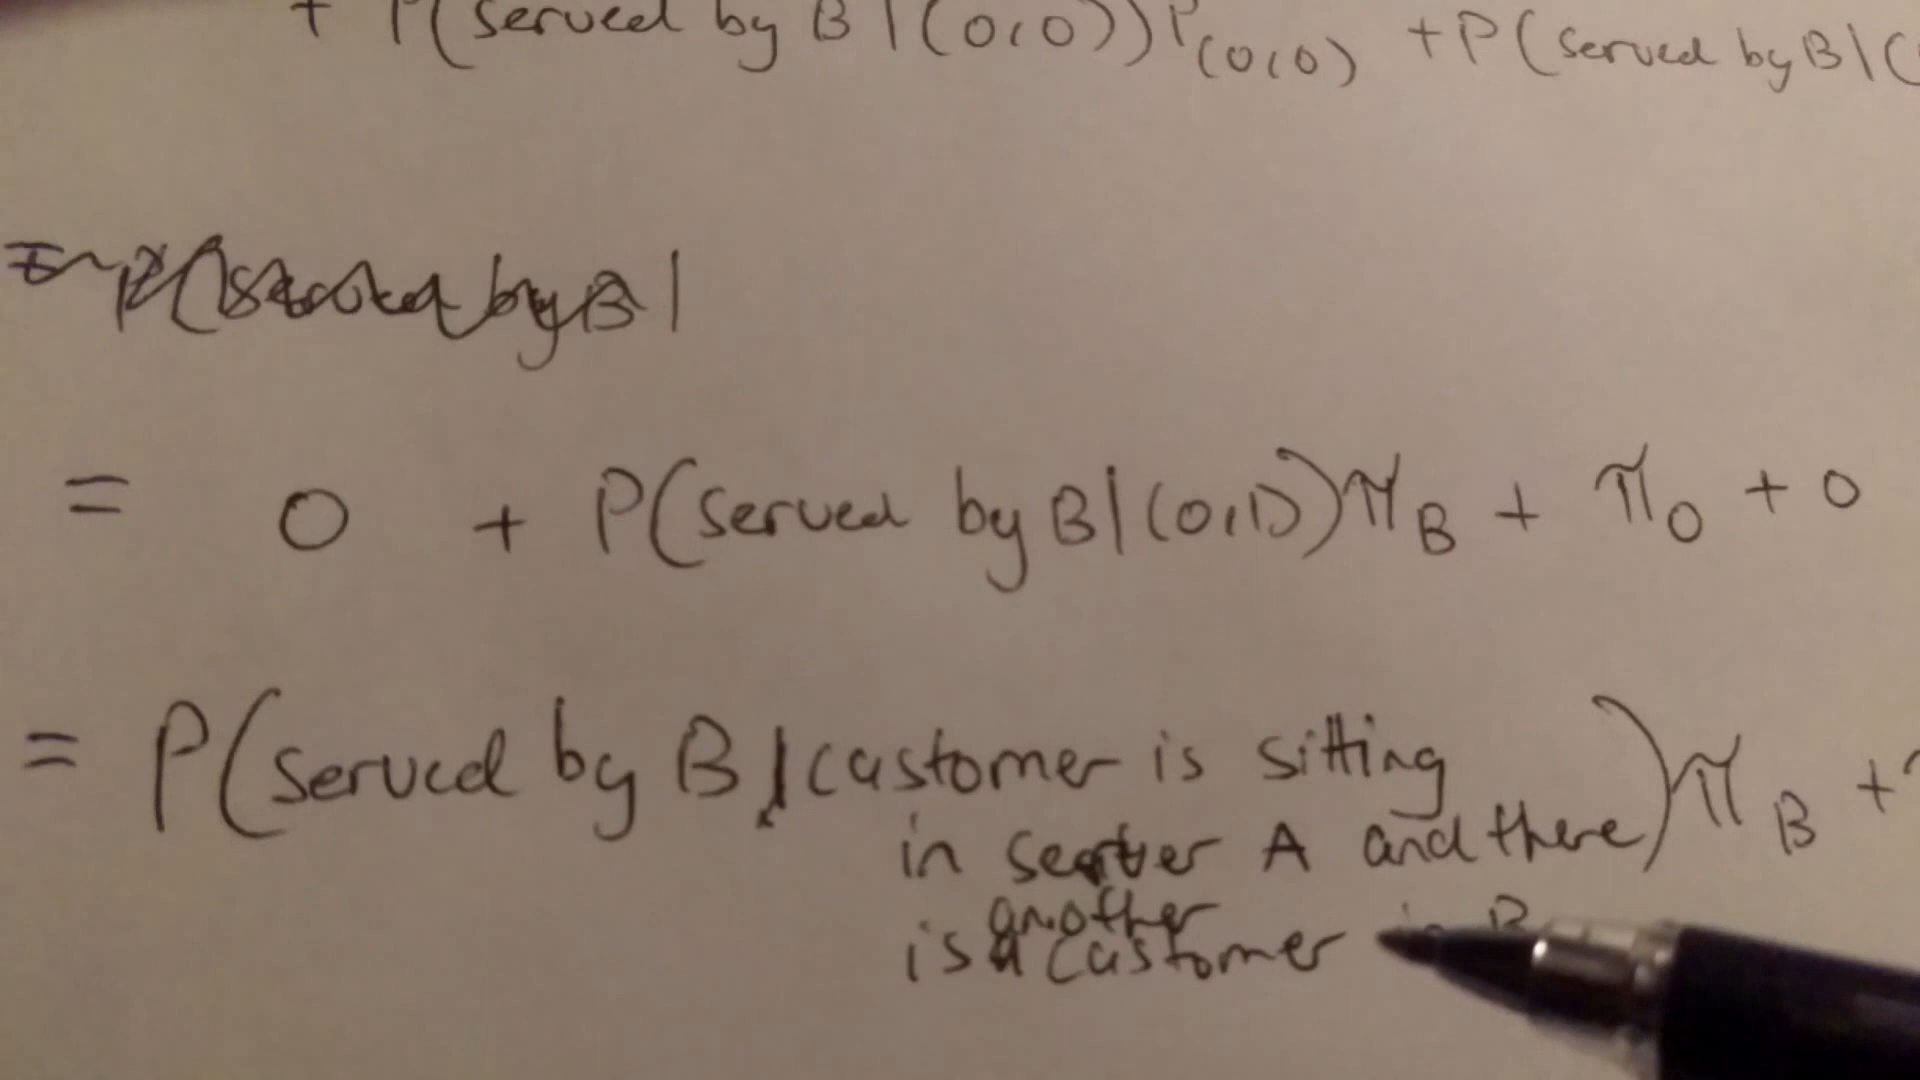 + P(served by B | (0,0)) P(0,0) + P(served by B | (
= 0 + P(served by B | (0,1)) π_B + π_0 + 0
= P(served by B | customer is sitting ) π_B +
in server A and there
another
is a customer B